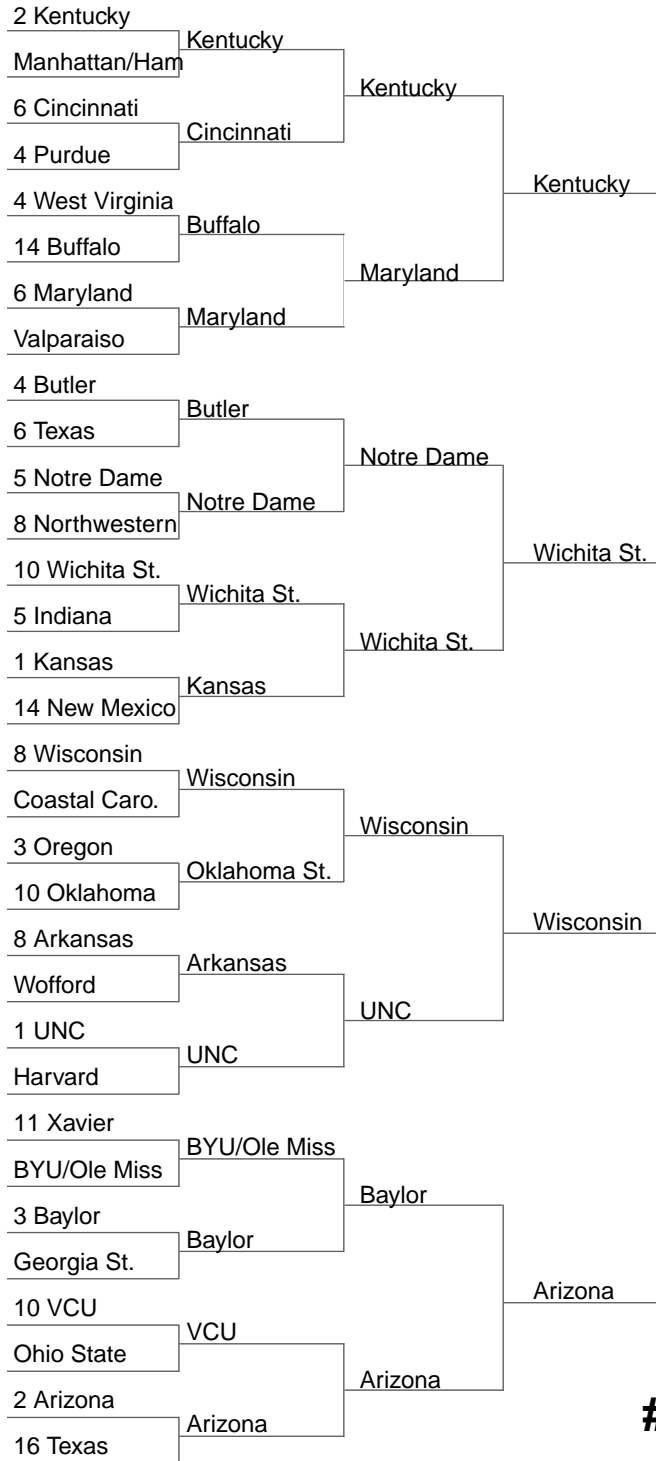 2 Kentucky
Kentucky
Manhattan/Ham
Kentucky
6 Cincinnati
Cincinnati
4 Purdue
Kentucky
4 West Virginia
Buffalo
14 Buffalo
Maryland
6 Maryland
Maryland
Valparaiso
4 Butler
Butler
6 Texas
Notre Dame
5 Notre Dame
Notre Dame
8 Northwestern
Wichita St.
10 Wichita St.
Wichita St.
5 Indiana
Wichita St.
1 Kansas
Kansas
14 New Mexico
8 Wisconsin
Wisconsin
Coastal Caro.
Wisconsin
3 Oregon
Oklahoma St.
10 Oklahoma
Wisconsin
8 Arkansas
Arkansas
Wofford
UNC
1 UNC
UNC
Harvard
11 Xavier
BYU/Ole Miss
BYU/Ole Miss
Baylor
3 Baylor
Baylor
Georgia St.
Arizona
10 VCU
VCU
Ohio State
Arizona
2 Arizona
Arizona
16 Texas
#